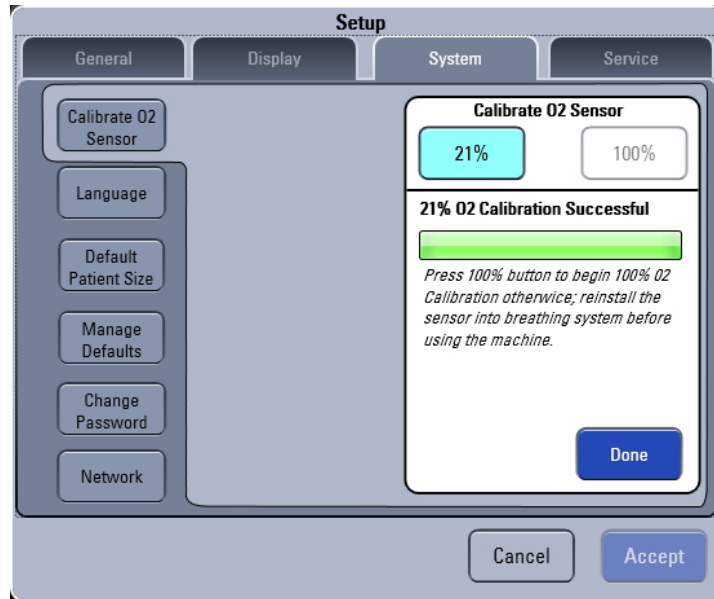 Setup
General
Display
System
Service
Calibrate O2
Sensor
Language
Default
Patient Size
Manage
Defaults
Change
Password
Network
Calibrate O2 Sensor
21%
100%
21% O2 Calibration Successful
Press 100% button to begin 100% O2
Calibration otherwice; reinstall the
sensor into breathing system before
using the machine.
Done
Cancel
Accept